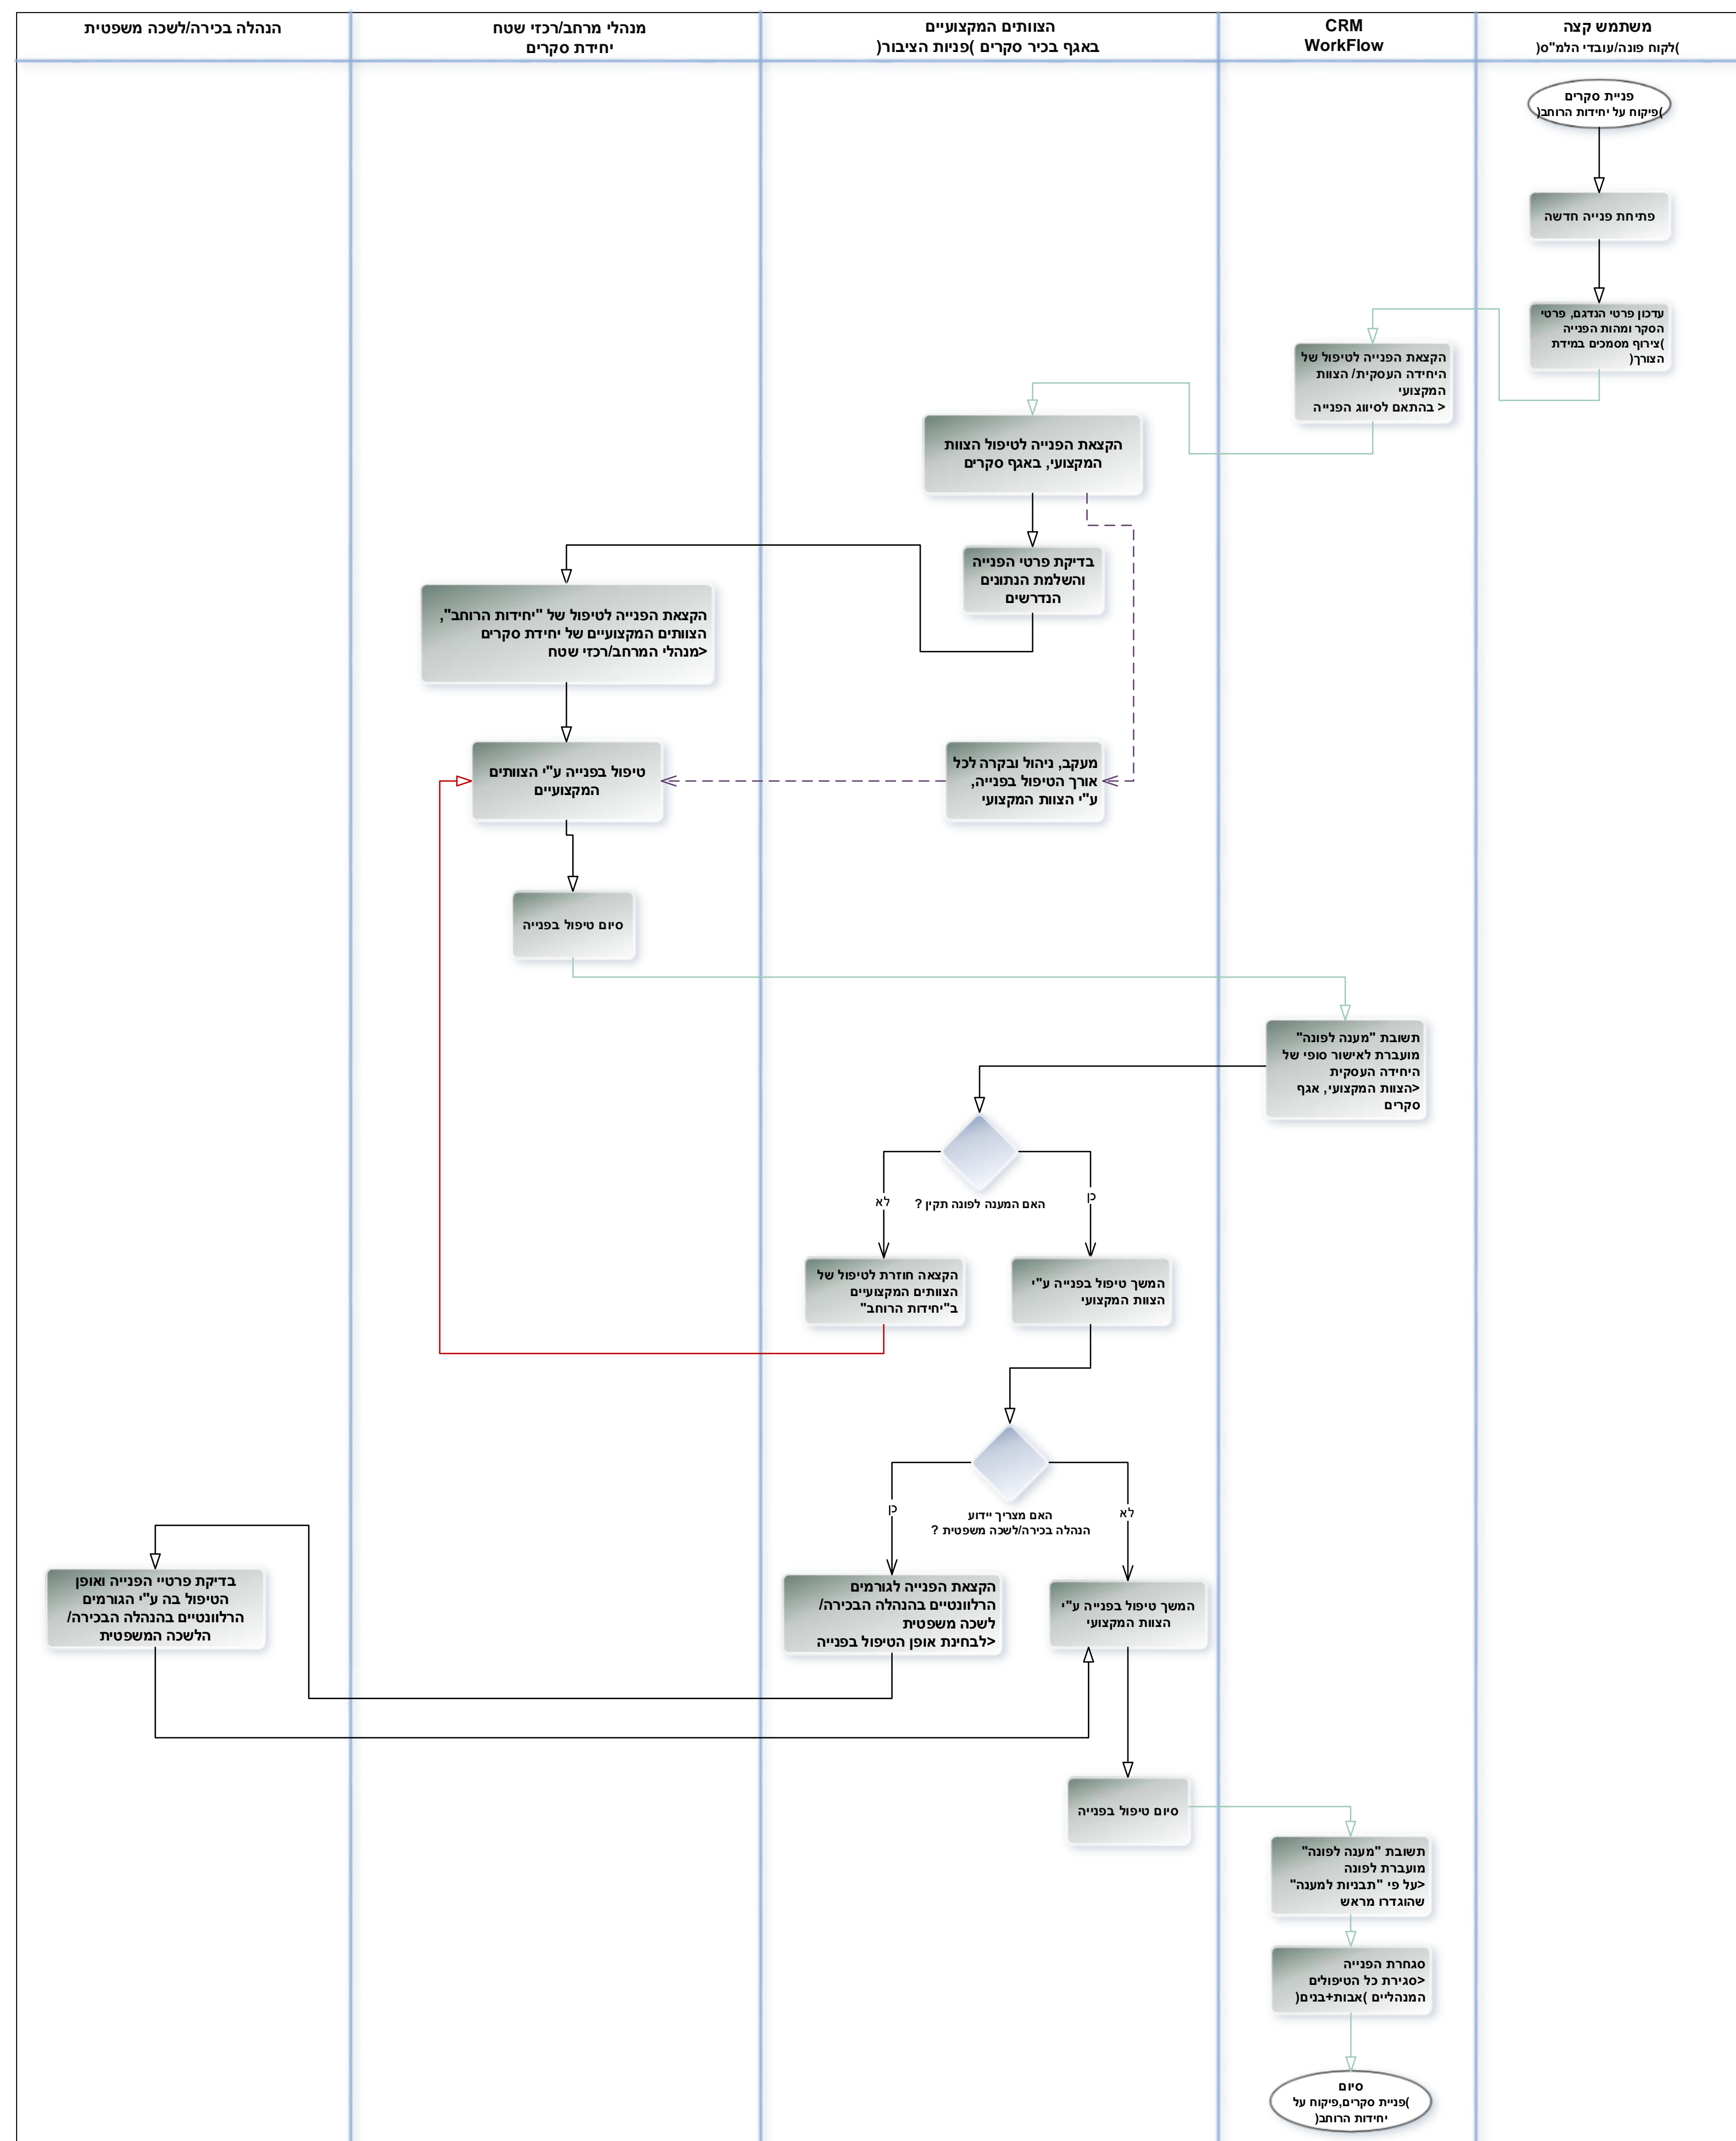 משתמש קצה
)לקוח פונה/עובדי הלמ"ס(
CRM
WorkFlow
הצוותים המקצועיים
באגף בכיר סקרים )פניות הציבור(
מנהלי מרחב/רכזי שטח
יחידת סקרים
הנהלה בכירה/לשכה משפטית
פניית סקרים
)פיקוח על יחידות הרוחב(
פתיחת פנייה חדשה
עדכון פרטי הנדגם, פרטי
הסקר ומהות הפנייה
)צירוף מסמכים במידת
הצורך(
הקצאת הפנייה לטיפול של
היחידה העסקית/ הצוות
המקצועי
> בהתאם לסיווג הפנייה
הקצאת הפנייה לטיפול הצוות
המקצועי, באגף סקרים
בדיקת פרטי הפנייה
והשלמת הנתונים
הנדרשים
הקצאת הפנייה לטיפול של "יחידות הרוחב",
הצוותים המקצועיים של יחידת סקרים
>מנהלי המרחב/רכזי שטח
מעקב, ניהול ובקרה לכל
אורך הטיפול בפנייה,
ע"י הצוות המקצועי
טיפול בפנייה ע"י הצוותים
המקצועיים
סיום טיפול בפנייה
תשובת "מענה לפונה"
מועברת לאישור סופי של
היחידה העסקית
>הצוות המקצועי, אגף
סקרים
האם המענה לפונה תקין ?
כן
לא
המשך טיפול בפנייה ע"י
הצוות המקצועי
הקצאה חוזרת לטיפול של
הצוותים המקצועיים
ב"יחידות הרוחב"
האם מצריך יידוע
הנהלה בכירה/לשכה משפטית ?
לא
כן
המשך טיפול בפנייה ע"י
הצוות המקצועי
הקצאת הפנייה לגורמים
הרלוונטיים בהנהלה הבכירה/
לשכה משפטית
>לבחינת אופן הטיפול בפנייה
בדיקת פרטיי הפנייה ואופן
הטיפול בה ע"י הגורמים
הרלוונטיים בהנהלה הבכירה/
הלשכה המשפטית
סיום טיפול בפנייה
תשובת "מענה לפונה"
מועברת לפונה
>על פי "תבניות למענה"
שהוגדרו מראש
סגחרת הפנייה
>סגירת כל הטיפולים
המנהליים )אבות+בנים(
סיום
)פניית סקרים,פיקוח על
יחידות הרוחב(